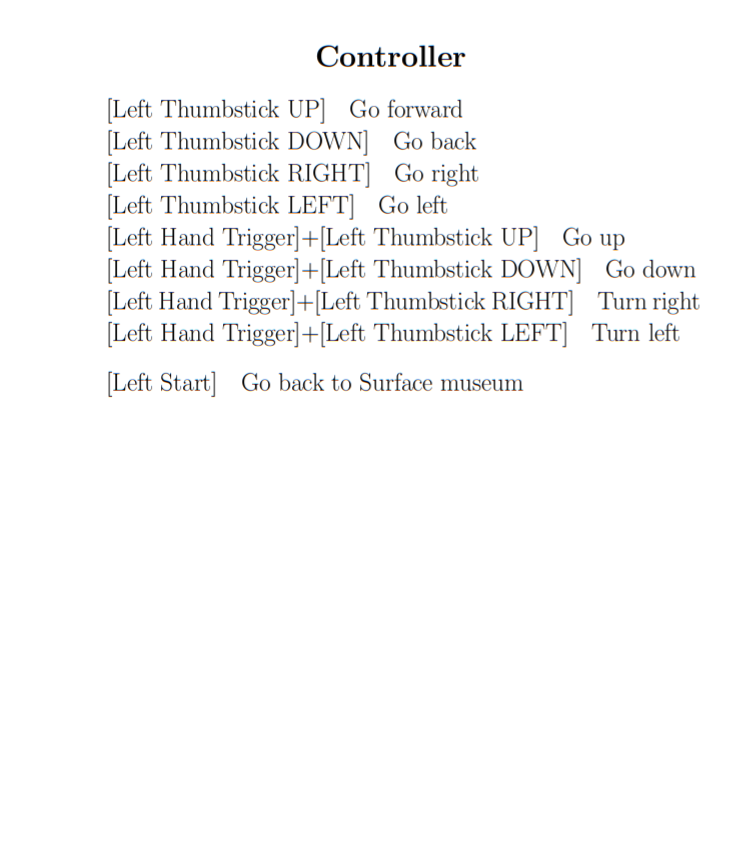 Controller
[Left Thumbstick UP] Go forward
[Left Thumbstick DOWN] Go back
[Left Thumbstick RIGHT] Go right
[Left Thumbstick LEFT] Go left
[Left Hand Trigger]+[Left Thumbstick UP] Go up
[Left Hand Trigger]+[Left Thumbstick DOWN] Go down
[Left Hand Trigger]+[Left Thumbstick RIGHT] Turn right
[Left Hand Trigger]+[Left Thumbstick LEFT] Turn left
[Left Start] Go back to Surface museum